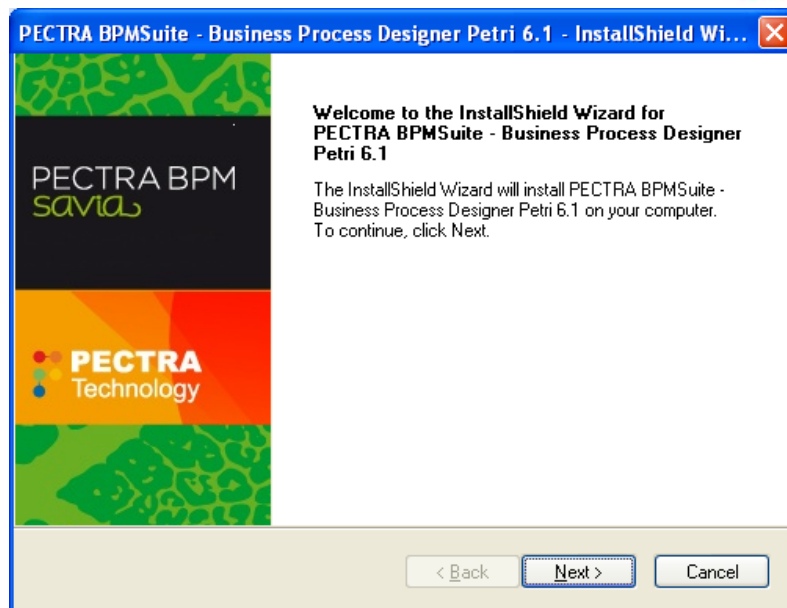 PECTRA BPMSuite - Business Process Designer Petri 6.1 - InstallShield Wi...
PECTRA BPM
savia
PECTRA
Technology
Welcome to the InstallShield Wizard for
PECTRA BPMSuite - Business Process Designer
Petri 6.1
The InstallShield Wizard will install PECTRA BPMSuite -
Business Process Designer Petri 6.1 on your computer.
To continue, click Next.
< Back
Next >
Cancel